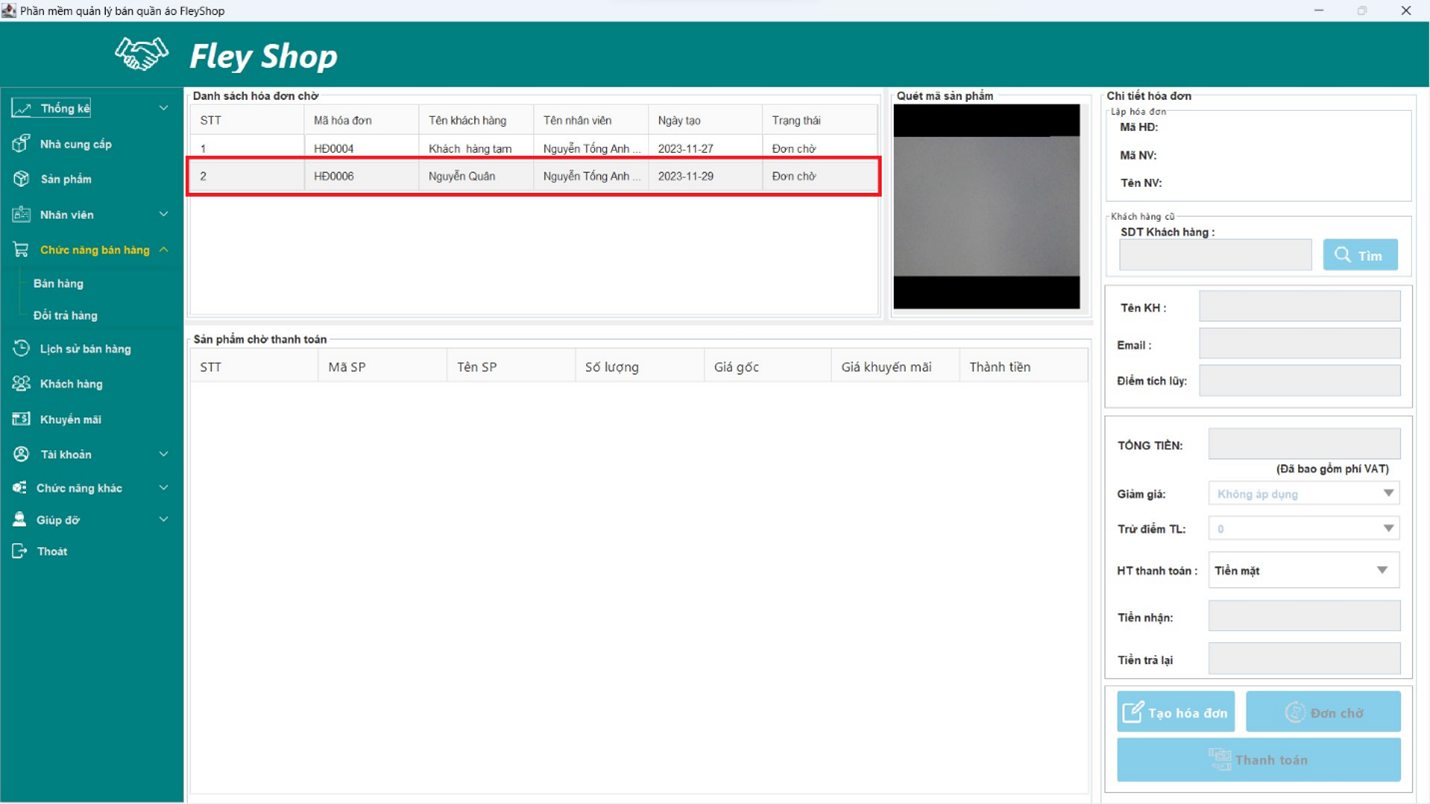 Phần mềm quản lý bán quần áo FleyShop
Fley Shop
Thống kê
Nhà cung cấp
Sản phẩm
Nhân viên
Chức năng bán hàng
Bán hàng
Đổi trả hàng
Lịch sử bán hàng
Khách hàng
Khuyến mãi
Tài khoản
Chức năng khác
Giúp đỡ
Thoát
Danh sách hóa đơn chờ
STT Mã hóa đơn Tên khách hàng Tên nhân viên Ngày tạo Trạng thái
1 HĐ0004 Khách hàng tạm Nguyễn Tống Anh ... 2023-11-27 Đơn chờ
2 HĐ0006 Nguyễn Quân Nguyễn Tống Anh ... 2023-11-29 Đơn chờ
Quét mã sản phẩm
Sản phẩm chờ thanh toán
STT Mã SP Tên SP Số lượng Giá gốc Giá khuyến mãi Thành tiền
Chi tiết hóa đơn
Lập hóa đơn
Mã HD:
Mã NV:
Tên NV:
Khách hàng cũ
SDT Khách hàng :
Tìm
Tên KH :
Email :
Điểm tích lũy:
TỔNG TIỀN:
(Đã bao gồm phí VAT)
Giảm giá: Không áp dụng
Trừ điểm TL: 0
HT thanh toán : Tiền mặt
Tiền nhận:
Tiền trả lại
Tạo hóa đơn
Đơn chờ
Thanh toán